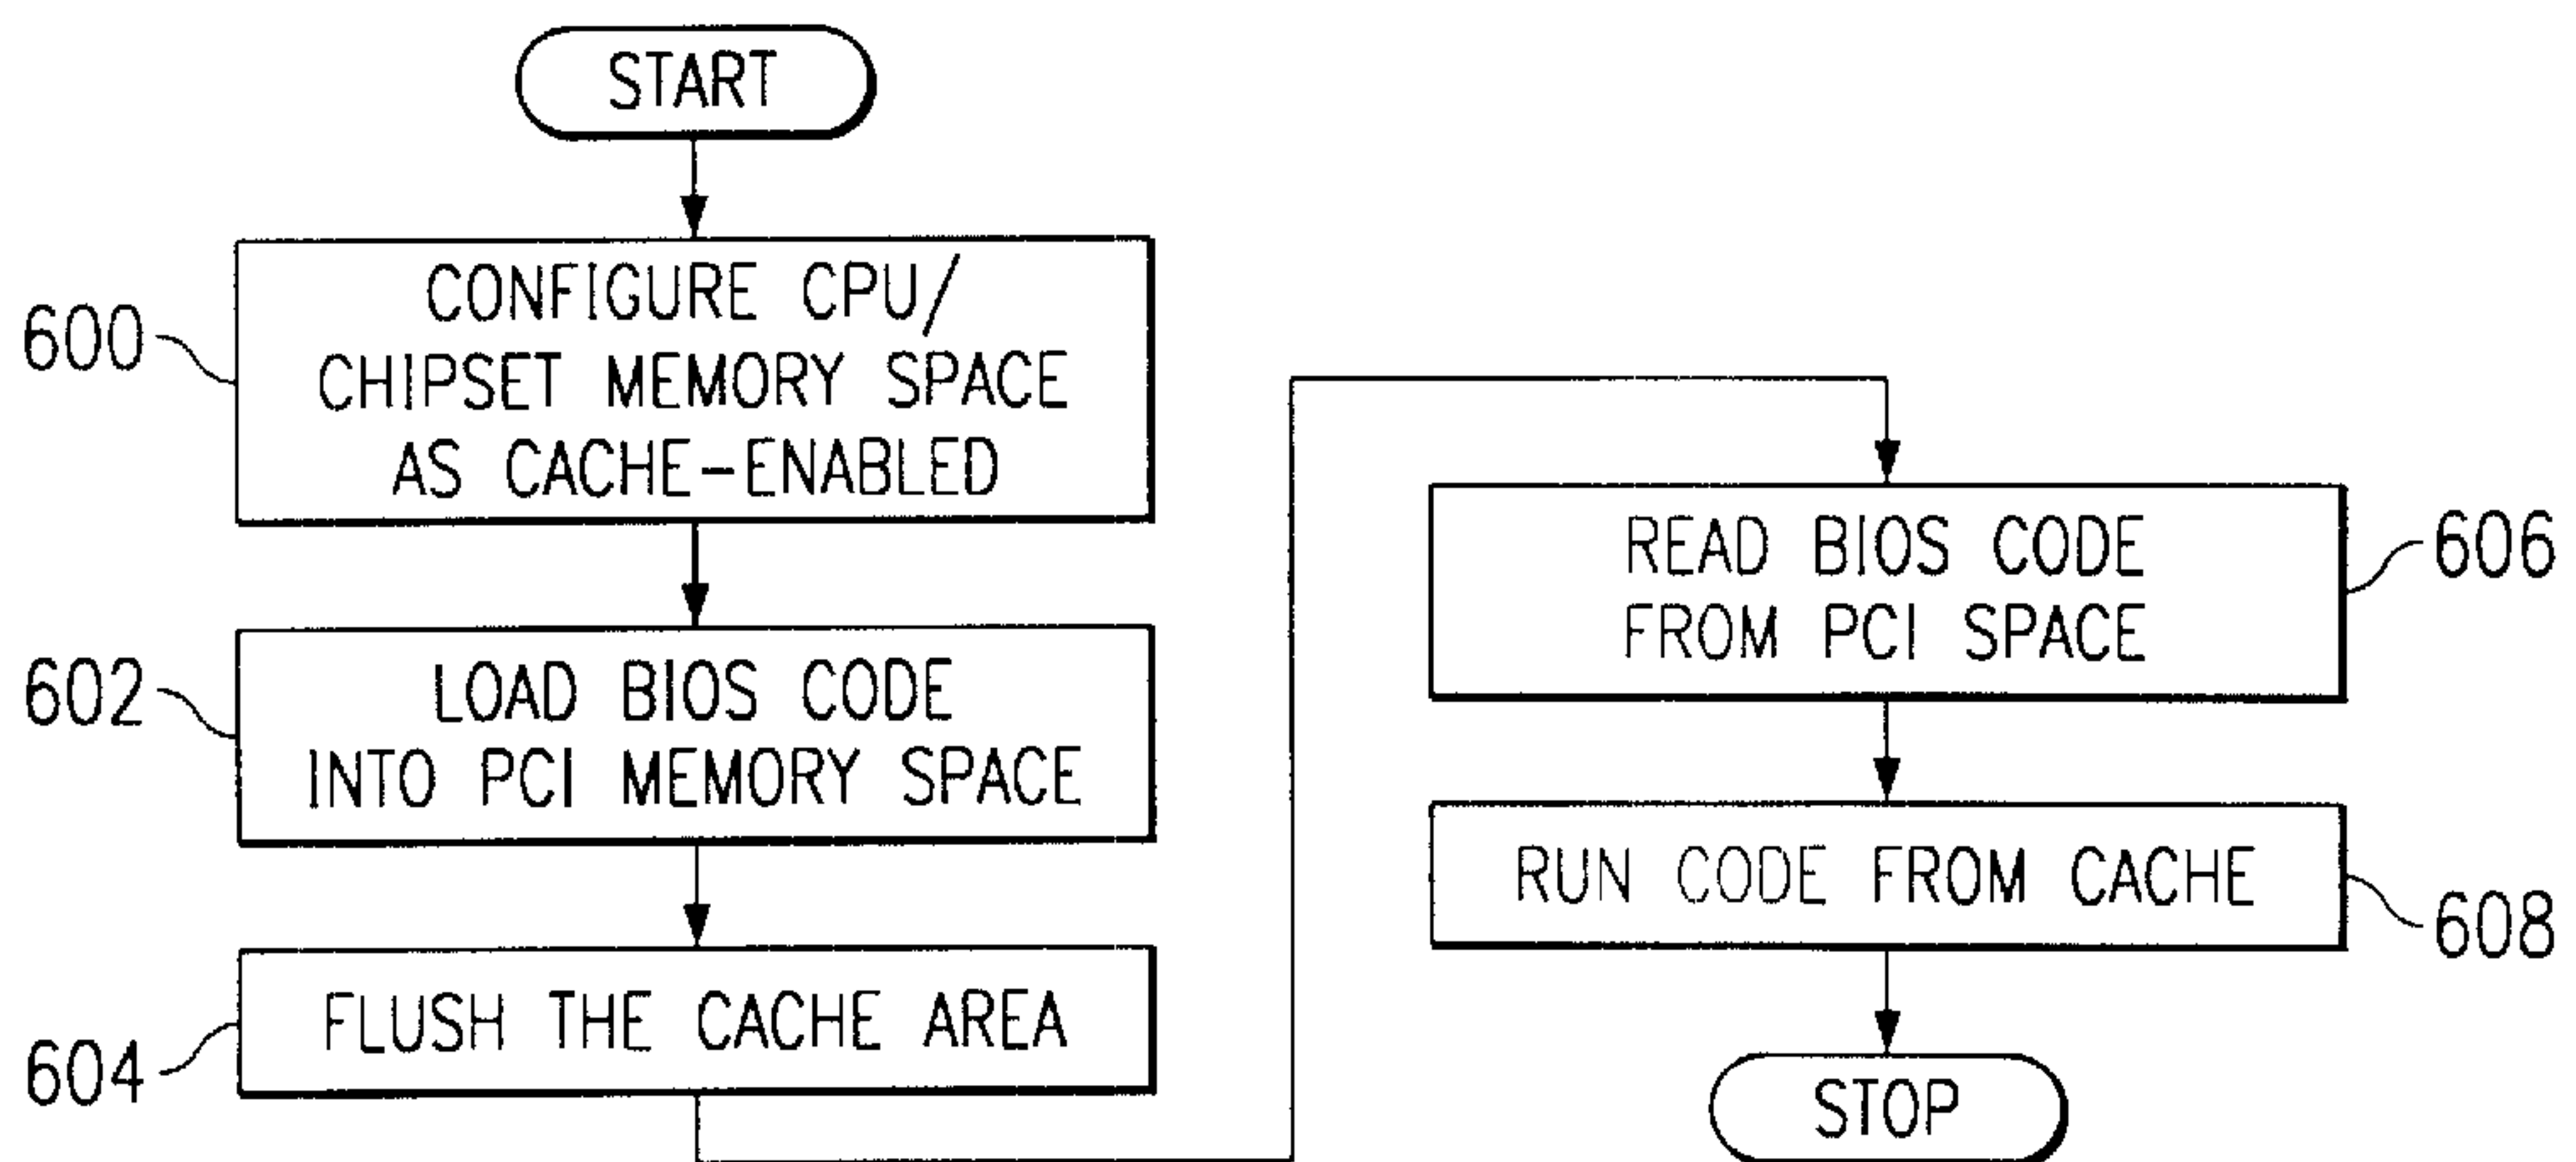 START
600
CONFIGURE CPU/
CHIPSET MEMORY SPACE
AS CACHE-ENABLED
602
LOAD BIOS CODE
INTO PCI MEMORY SPACE
604
FLUSH THE CACHE AREA
READ BIOS CODE
FROM PCI SPACE
606
RUN CODE FROM CACHE
608
STOP